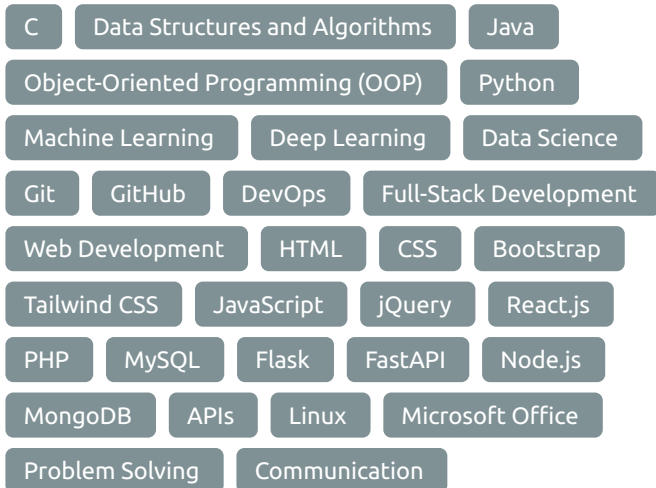 C Data Structures and Algorithms Java
Object-Oriented Programming (OOP) Python
Machine Learning Deep Learning Data Science
Git GitHub DevOps Full-Stack Development
Web Development HTML CSS Bootstrap
Tailwind CSS JavaScript jQuery React.js
PHP MySQL Flask FastAPI Node.js
MongoDB APIs Linux Microsoft Office
Problem Solving Communication